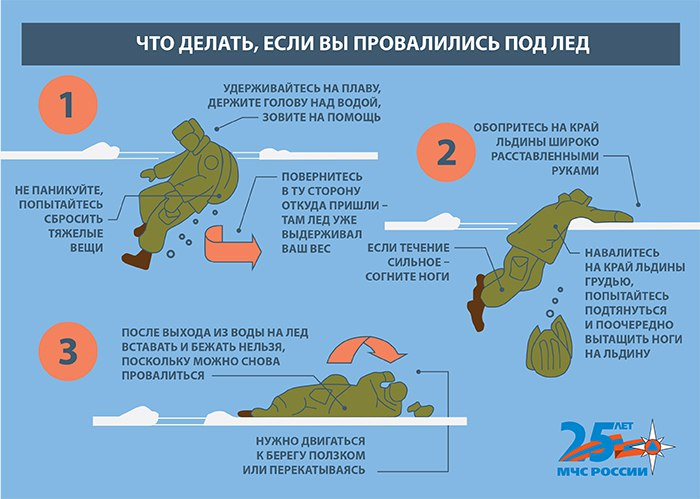 ЧТО ДЕЛАТЬ, ЕСЛИ ВЫ ПРОВАЛИЛИСЬ ПОД ЛЕД
1
УДЕРЖИВАЙТЕСЬ НА ПЛАВУ,
ДЕРЖИТЕ ГОЛОВУ НАД ВОДОЙ,
ЗОВИТЕ НА ПОМОЩЬ
НЕ ПАНИКУЙТЕ,
ПОПЫТАЙТЕСЬ
СБРОСИТЬ
ТЯЖЕЛЫЕ
ВЕЩИ
ПОВЕРНИТЕСЬ
В ТУ СТОРОНУ
ОТКУДА ПРИШЛИ –
ТАМ ЛЕД УЖЕ
ВЫДЕРЖИВАЛ
ВАШ ВЕС
2
ОБОПРИТЕСЬ НА КРАЙ
ЛЬДИНЫ ШИРОКО
РАССТАВЛЕННЫМИ
РУКАМИ
ЕСЛИ ТЕЧЕНИЕ
СИЛЬНОЕ –
СОГНИТЕ НОГИ
НАВАЛИТЕСЬ
НА КРАЙ ЛЬДИНЫ
ГРУДЬЮ,
ПОПЫТАЙТЕСЬ
ПОДТЯНУТЬСЯ
И ПООЧЕРЕДНО
ВЫТАЩИТЬ НОГИ
НА ЛЬДИНУ
3
ПОСЛЕ ВЫХОДА ИЗ ВОДЫ НА ЛЕД
ВСТАВАТЬ И БЕЖАТЬ НЕЛЬЗЯ,
ПОСКОЛЬКУ МОЖНО СНОВА
ПРОВАЛИТЬСЯ
НУЖНО ДВИГАТЬСЯ
К БЕРЕГУ ПОЛЗКОМ
ИЛИ ПЕРЕКАТЫВАЯСЬ
25 ЛЕТ
МЧС РОССИИ